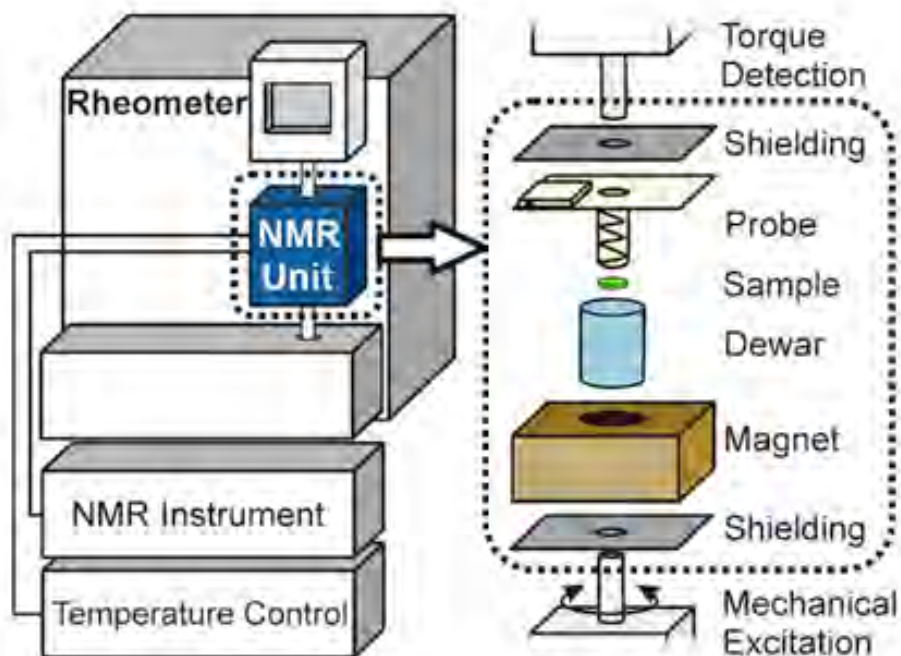 Rheometer
NMR
Unit
NMR Instrument
Temperature Control
Torque
Detection
Shielding
Probe
Sample
Dewar
Magnet
Shielding
Mechanical
Excitation